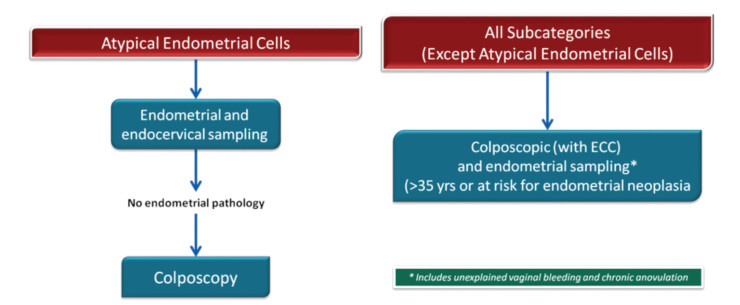 Atypical Endometrial Cells
Endometrial and
endocervical sampling
No endometrial pathology
Colposcopy
All Subcategories
(Except Atypical Endometrial Cells)
Colposcopic (with ECC)
and endometrial sampling*
(>35 yrs or at risk for endometrial neoplasia
* Includes unexplained vaginal bleeding and chronic anovulation